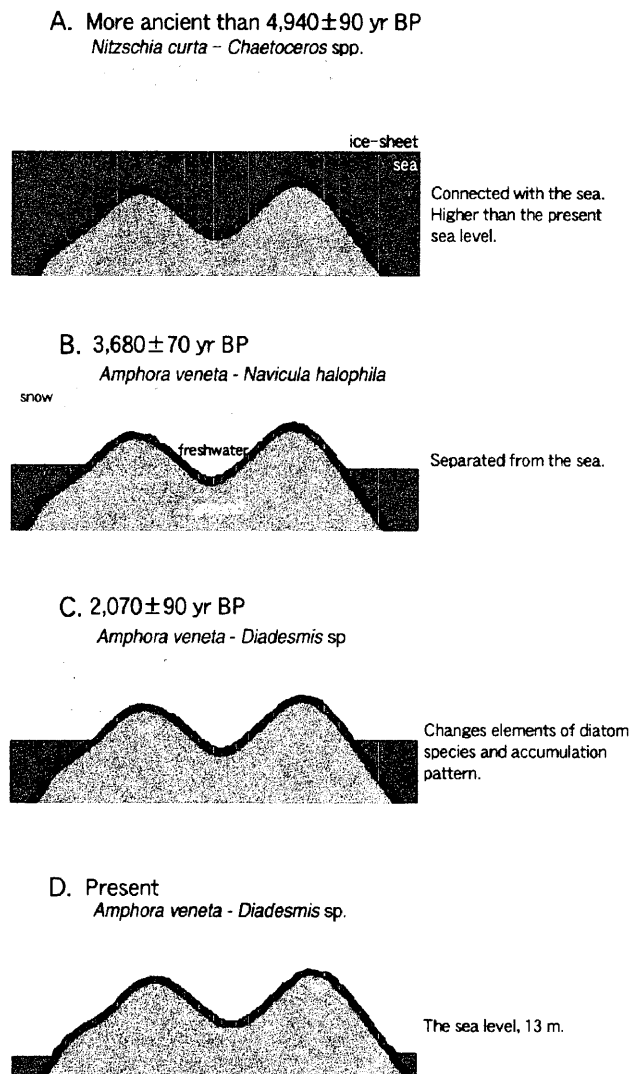 A. More ancient than 4,940±90 yr BP
Nitzschia curta – Chaetoceros spp.
ice-sheet
sea
Connected with the sea.
Higher than the present
sea level.
B. 3,680±70 yr BP
Amphora veneta - Navicula halophila
snow
freshwater
Separated from the sea.
C. 2,070±90 yr BP
Amphora veneta - Diadesmis sp
Changes elements of diatom
species and accumulation
pattern.
D. Present
Amphora veneta - Diadesmis sp.
The sea level, 13 m.